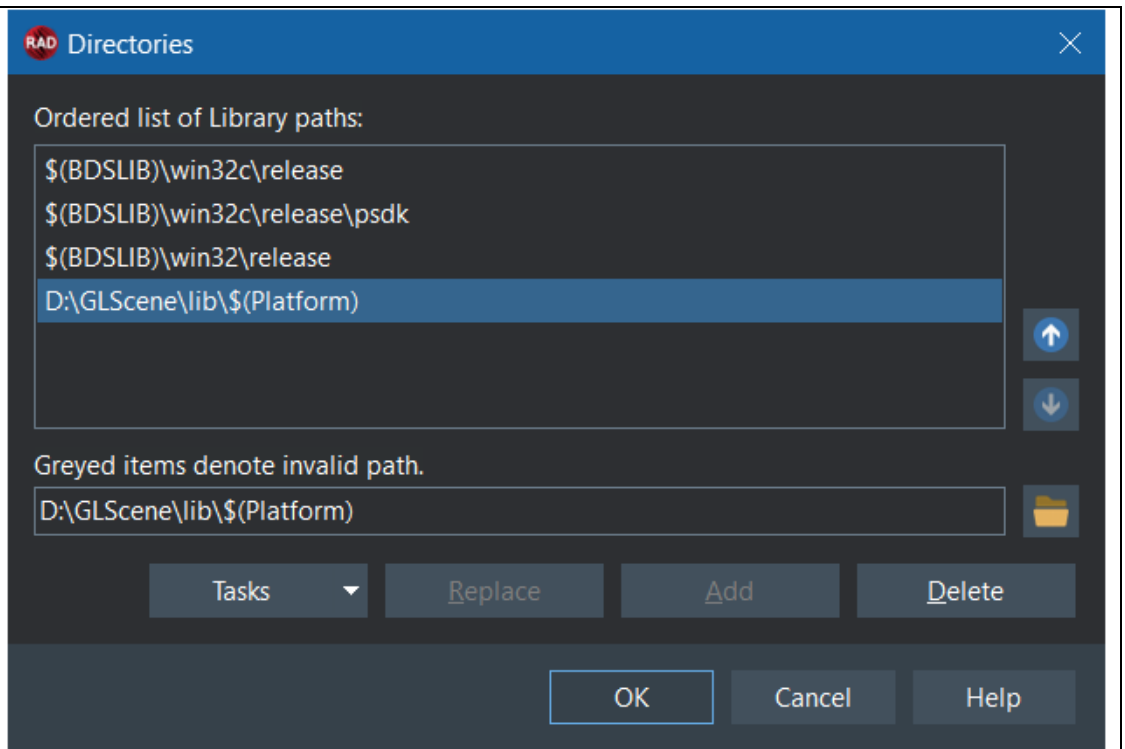 RAD Directories
Ordered list of Library paths:
$(BDSLIB)\win32c\release
$(BDSLIB)\win32c\release\psdk
$(BDSLIB)\win32\release
D:\GLScene\lib\$(Platform)
Greyed items denote invalid path.
D:\GLScene\lib\$(Platform)
Tasks Replace Add Delete
OK Cancel Help